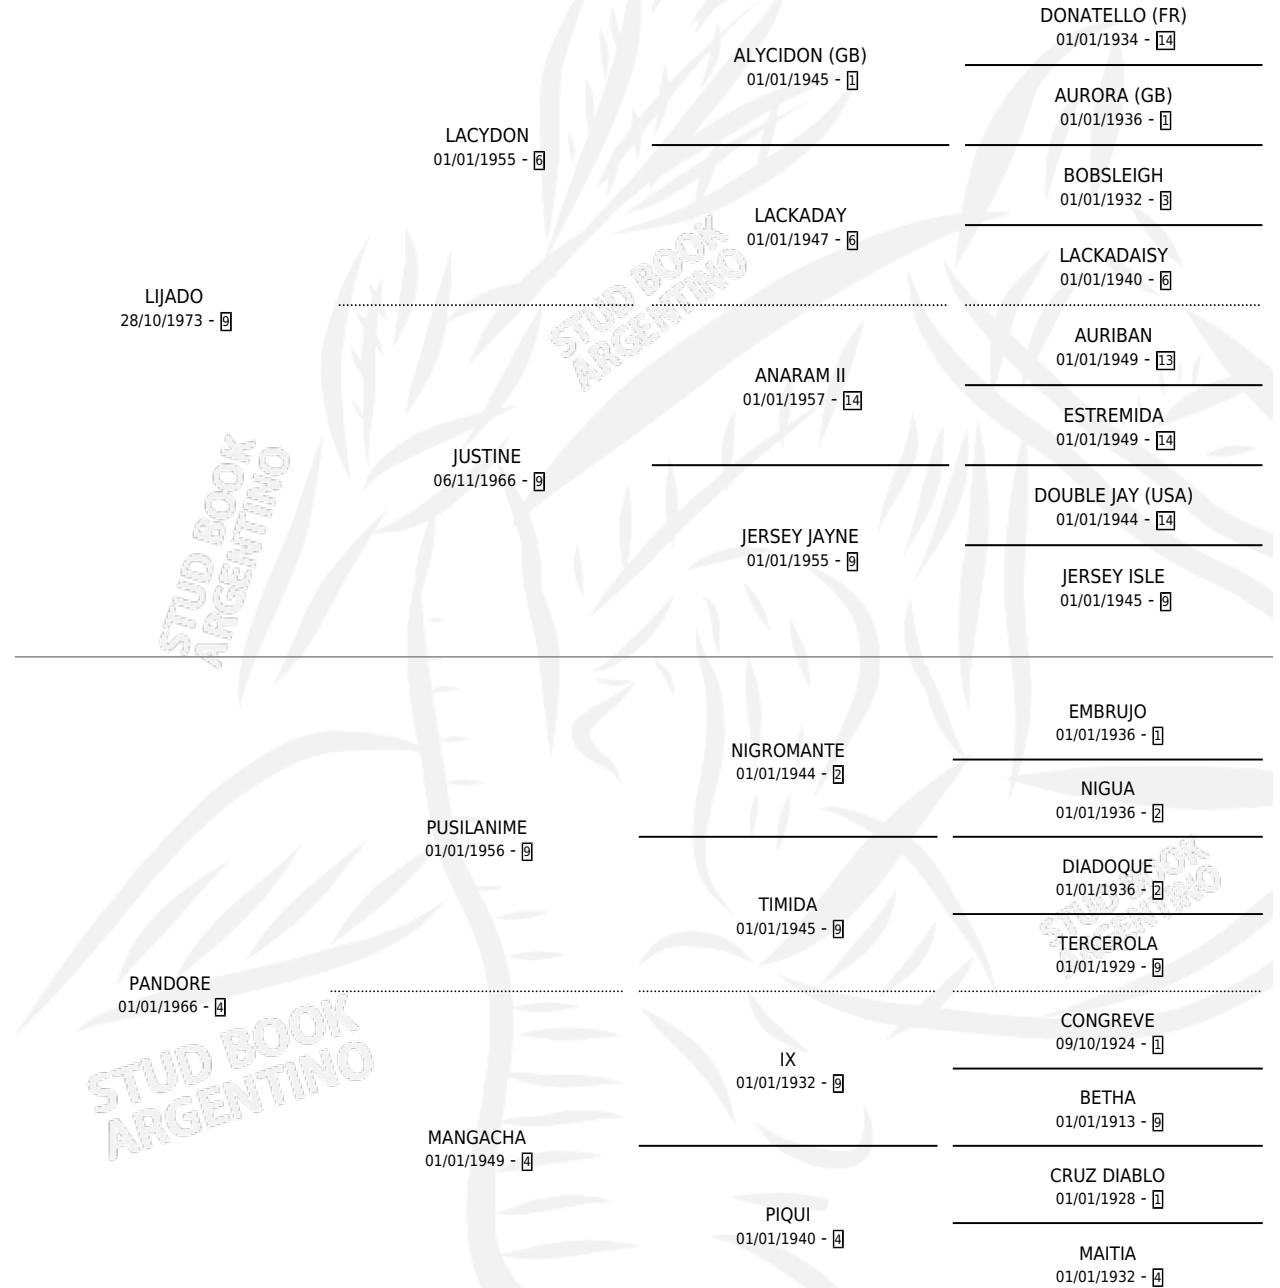 DONATELLO (FR)
01/01/1934 - 14
ALYCIDON (GB)
01/01/1945 - 1
AURORA (GB)
01/01/1936 - 1
LACYDON
01/01/1955 - 6
BOBSLEIGH
01/01/1932 - 3
LACKADAY
01/01/1947 - 6
LACKADAISY
01/01/1940 - 6
LIJADO
28/10/1973 - 9
AURIBAN
01/01/1949 - 13
ANARAM II
01/01/1957 - 14
ESTREMIDA
01/01/1949 - 14
JUSTINE
06/11/1966 - 9
DOUBLE JAY (USA)
01/01/1944 - 14
JERSEY JAYNE
01/01/1955 - 9
JERSEY ISLE
01/01/1945 - 9
STUD BOOK
ARGENTINO
STUD BOOK
ARGENTINO
EMBRUJO
01/01/1936 - 1
NIGROMANTE
01/01/1944 - 2
NIGUA
01/01/1936 - 2
PUSILANIME
01/01/1956 - 9
DIADOQUE
01/01/1936 - 2
TIMIDA
01/01/1945 - 9
TERCEROLA
01/01/1929 - 9
PANDORE
01/01/1966 - 4
CONGREVE
09/10/1924 - 1
IX
01/01/1932 - 9
BETHA
01/01/1913 - 9
MANGACHA
01/01/1949 - 4
CRUZ DIABLO
01/01/1928 - 1
PIQUI
01/01/1940 - 4
MAITIA
01/01/1932 - 4
STUD BOOK
ARGENTINO
STUD BOOK
ARGENTINO